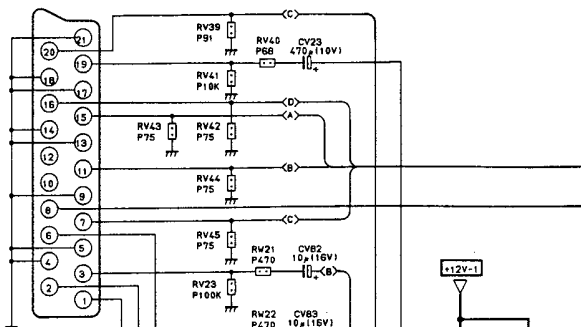 21
20
19
18
17
16
15
14
13
12
11
10
9
8
7
6
5
4
3
2
1
RV39
P91
C
RV40
P68
CV23
470μ(10V)
+
RV41
P10K
D
A
RV43
P75
RV42
P75
B
RV44
P75
C
RV45
P75
RW21
P470
CV82
10μ(16V)
B
+
RV23
P100K
RW22
P470
CV83
10μ(16V)
+12V-1